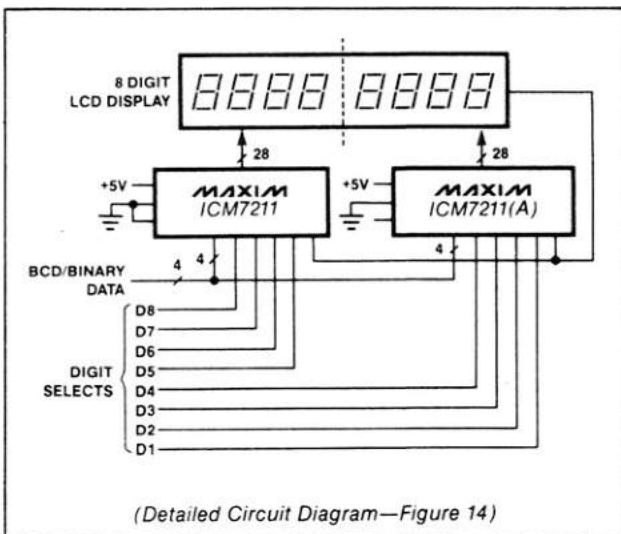 8 DIGIT
LCD DISPLAY
28
28
+5V
MAXIM
ICM7211
+5V
MAXIM
ICM7211(A)
4
4
BCD/BINARY
DATA
4
D8
D7
D6
D5
DIGIT
SELECTS
D4
D3
D2
D1
(Detailed Circuit Diagram—Figure 14)